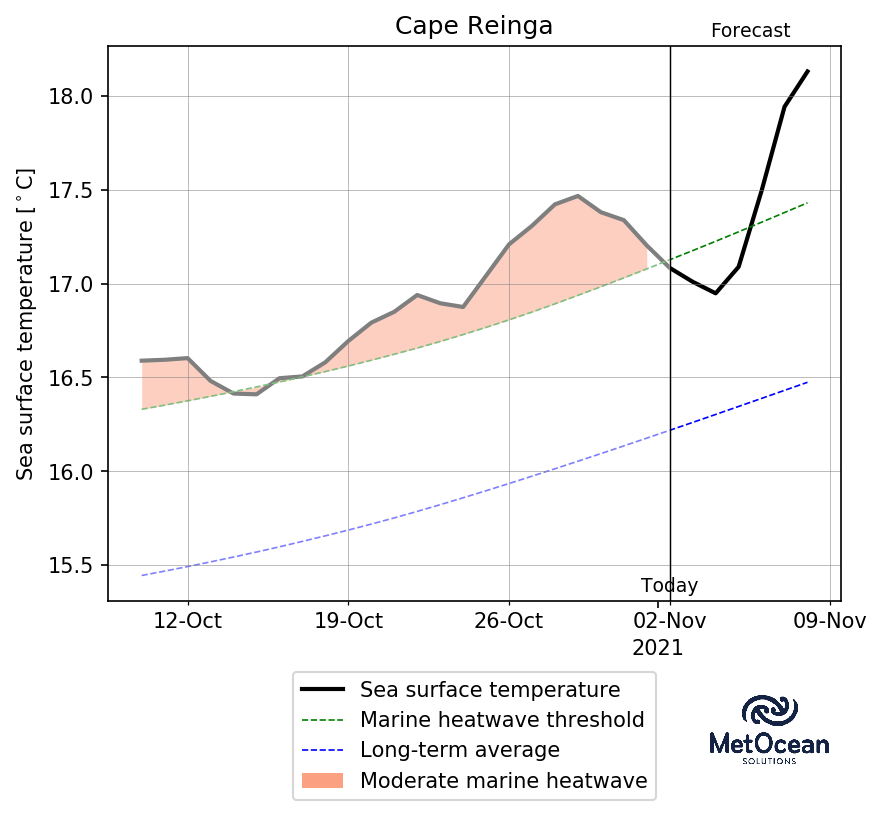 Cape Reinga
Forecast
Sea surface temperature [°C]
18.0
17.5
17.0
16.5
16.0
15.5
Today
12-Oct 19-Oct 26-Oct 02-Nov 09-Nov
2021
Sea surface temperature
Marine heatwave threshold
Long-term average
Moderate marine heatwave
MetOcean
SOLUTIONS